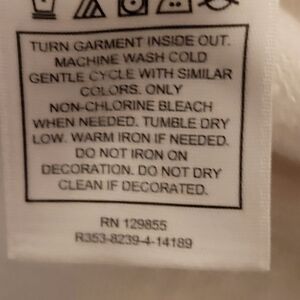 TURN GARMENT INSIDE OUT.
MACHINE WASH COLD
GENTLE CYCLE WITH SIMILAR
COLORS. ONLY
NON-CHLORINE BLEACH
WHEN NEEDED. TUMBLE DRY
LOW. WARM IRON IF NEEDED.
DO NOT IRON ON
DECORATION. DO NOT DRY
CLEAN IF DECORATED.
RN 129855
R353-8239-4-14189